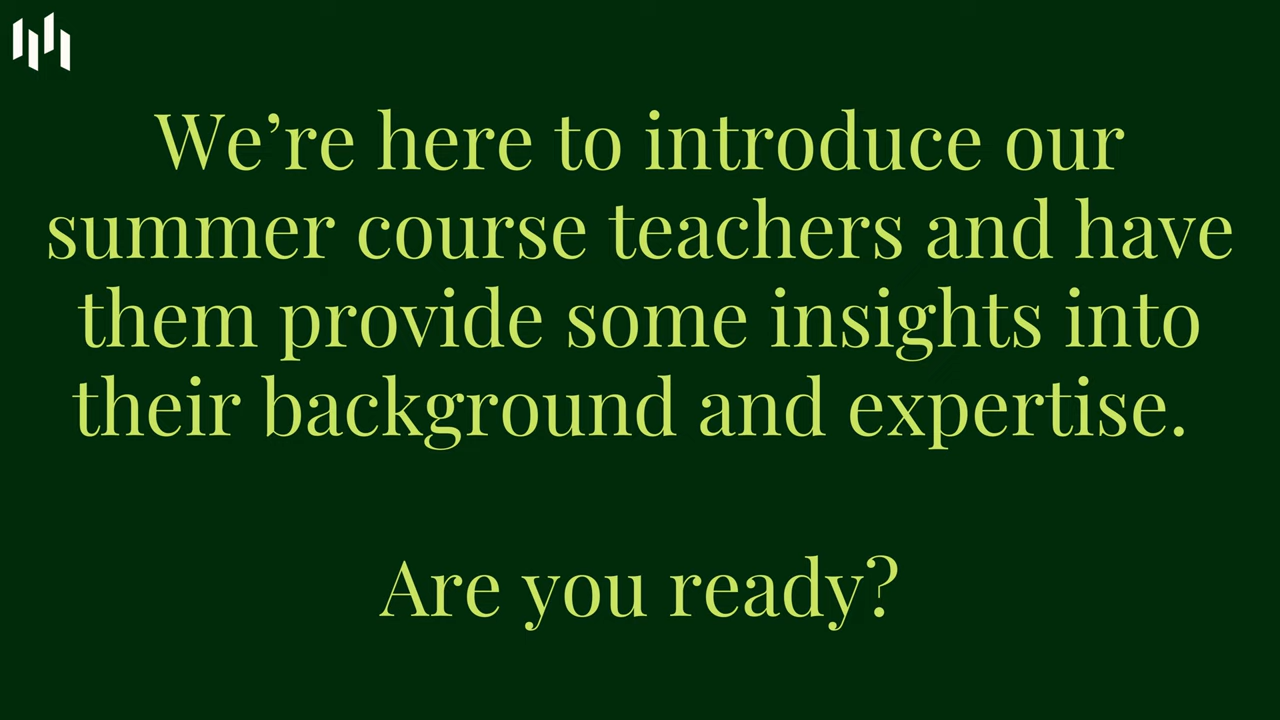 We’re here to introduce our
summer course teachers and have
them provide some insights into
their background and expertise.
Are you ready?